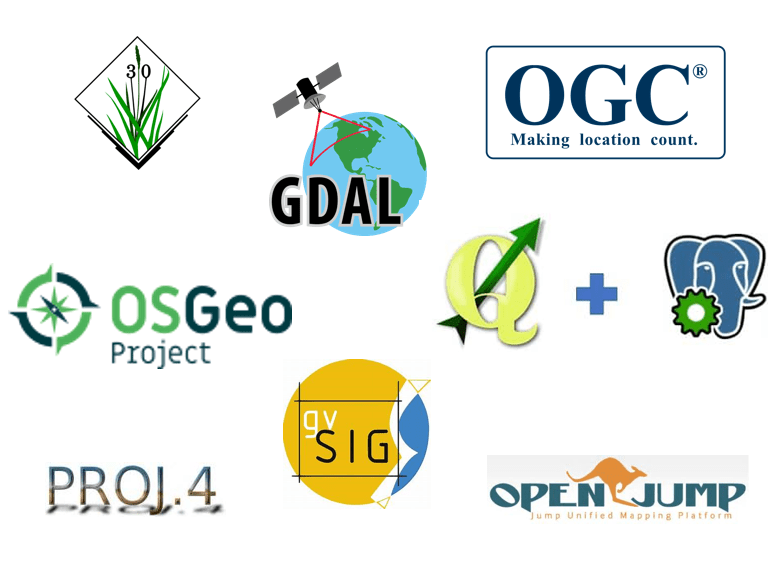 30
OGC®
Making location count.
GDAL
OSGeo
Project
Q
gv
SIG
PROJ.4
OPEN JUMP
Jump Unified Mapping Platform